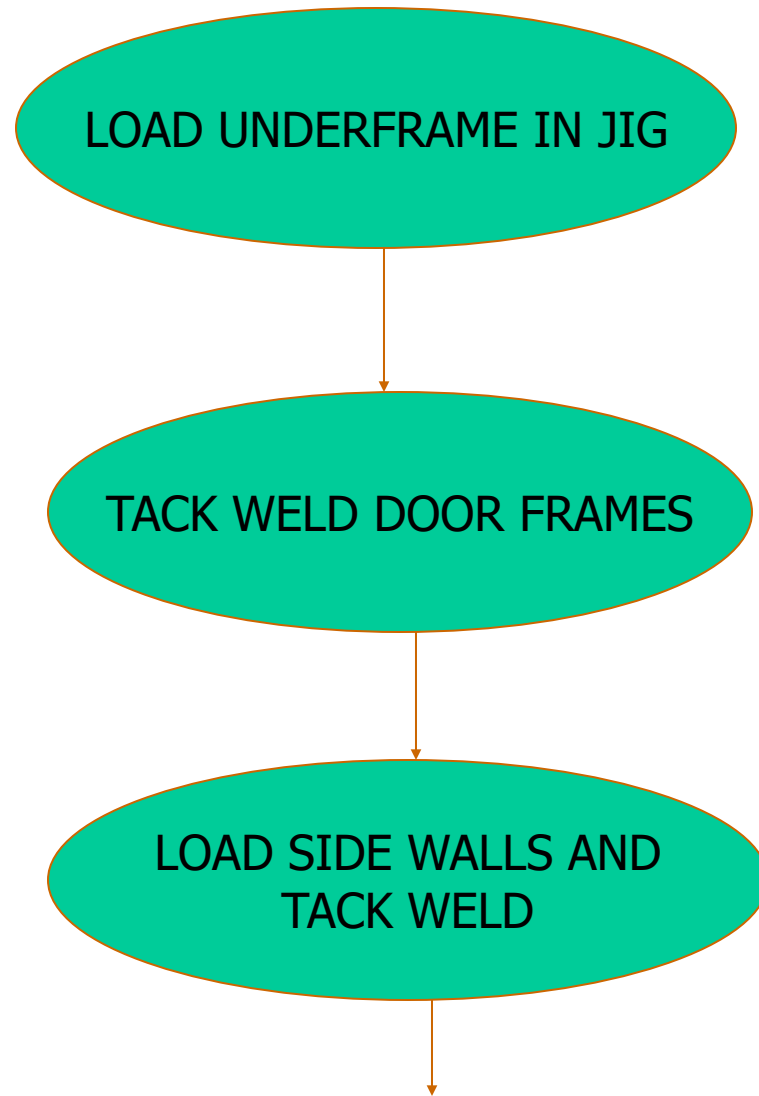 LOAD UNDERFRAME IN JIG
TACK WELD DOOR FRAMES
LOAD SIDE WALLS AND
TACK WELD